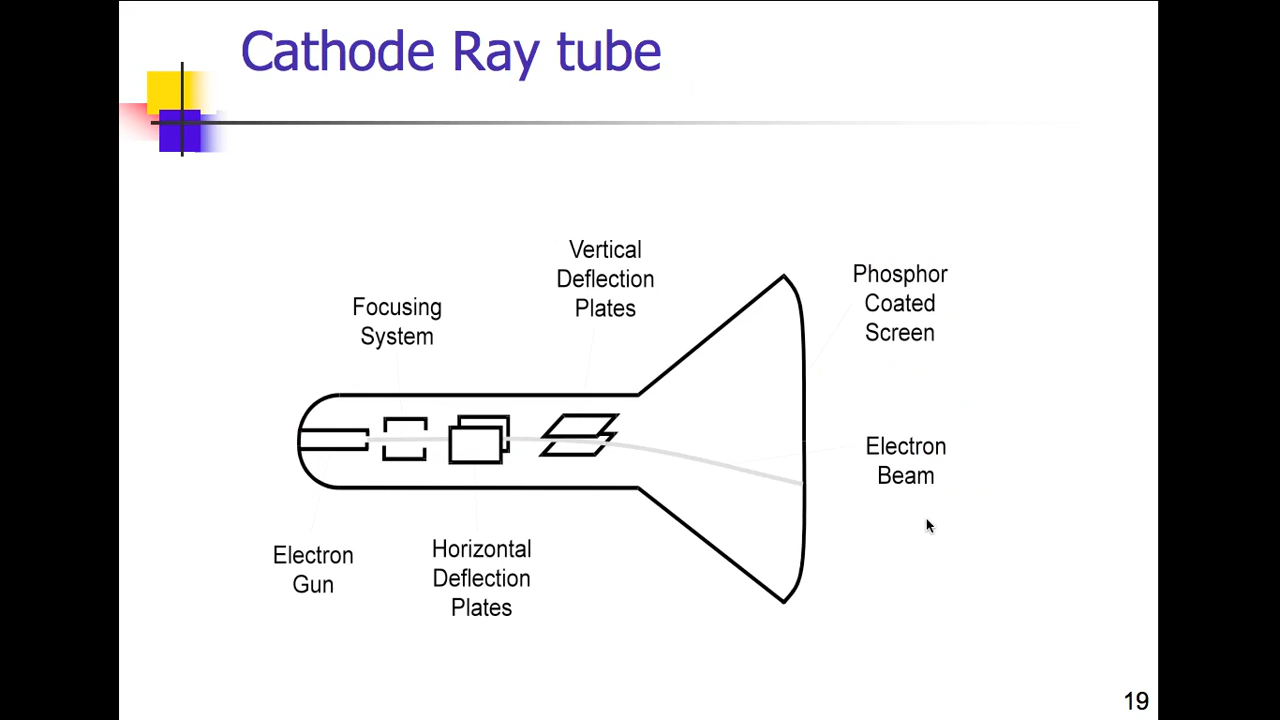 Cathode Ray tube
Vertical
Deflection
Plates
Phosphor
Coated
Screen
Focusing
System
Electron
Beam
Electron
Gun
Horizontal
Deflection
Plates
19